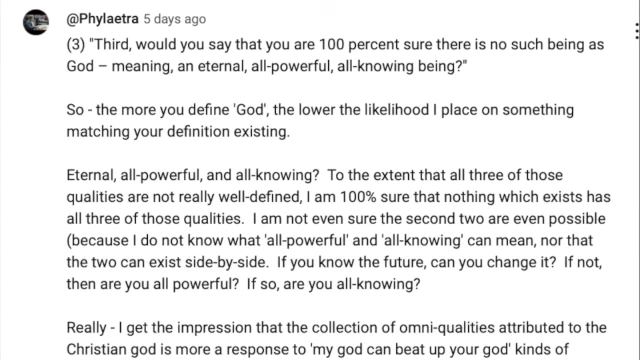 @Phylaetra 5 days ago
(3) "Third, would you say that you are 100 percent sure there is no such being as
God – meaning, an eternal, all-powerful, all-knowing being?"
So - the more you define 'God', the lower the likelihood I place on something
matching your definition existing.
Eternal, all-powerful, and all-knowing?  To the extent that all three of those
qualities are not really well-defined, I am 100% sure that nothing which exists has
all three of those qualities.  I am not even sure the second two are even possible
(because I do not know what 'all-powerful' and 'all-knowing' can mean, nor that
the two can exist side-by-side.  If you know the future, can you change it?  If not,
then are you all powerful?  If so, are you all-knowing?
Really - I get the impression that the collection of omni-qualities attributed to the
Christian god is more a response to 'my god can beat up your god' kinds of